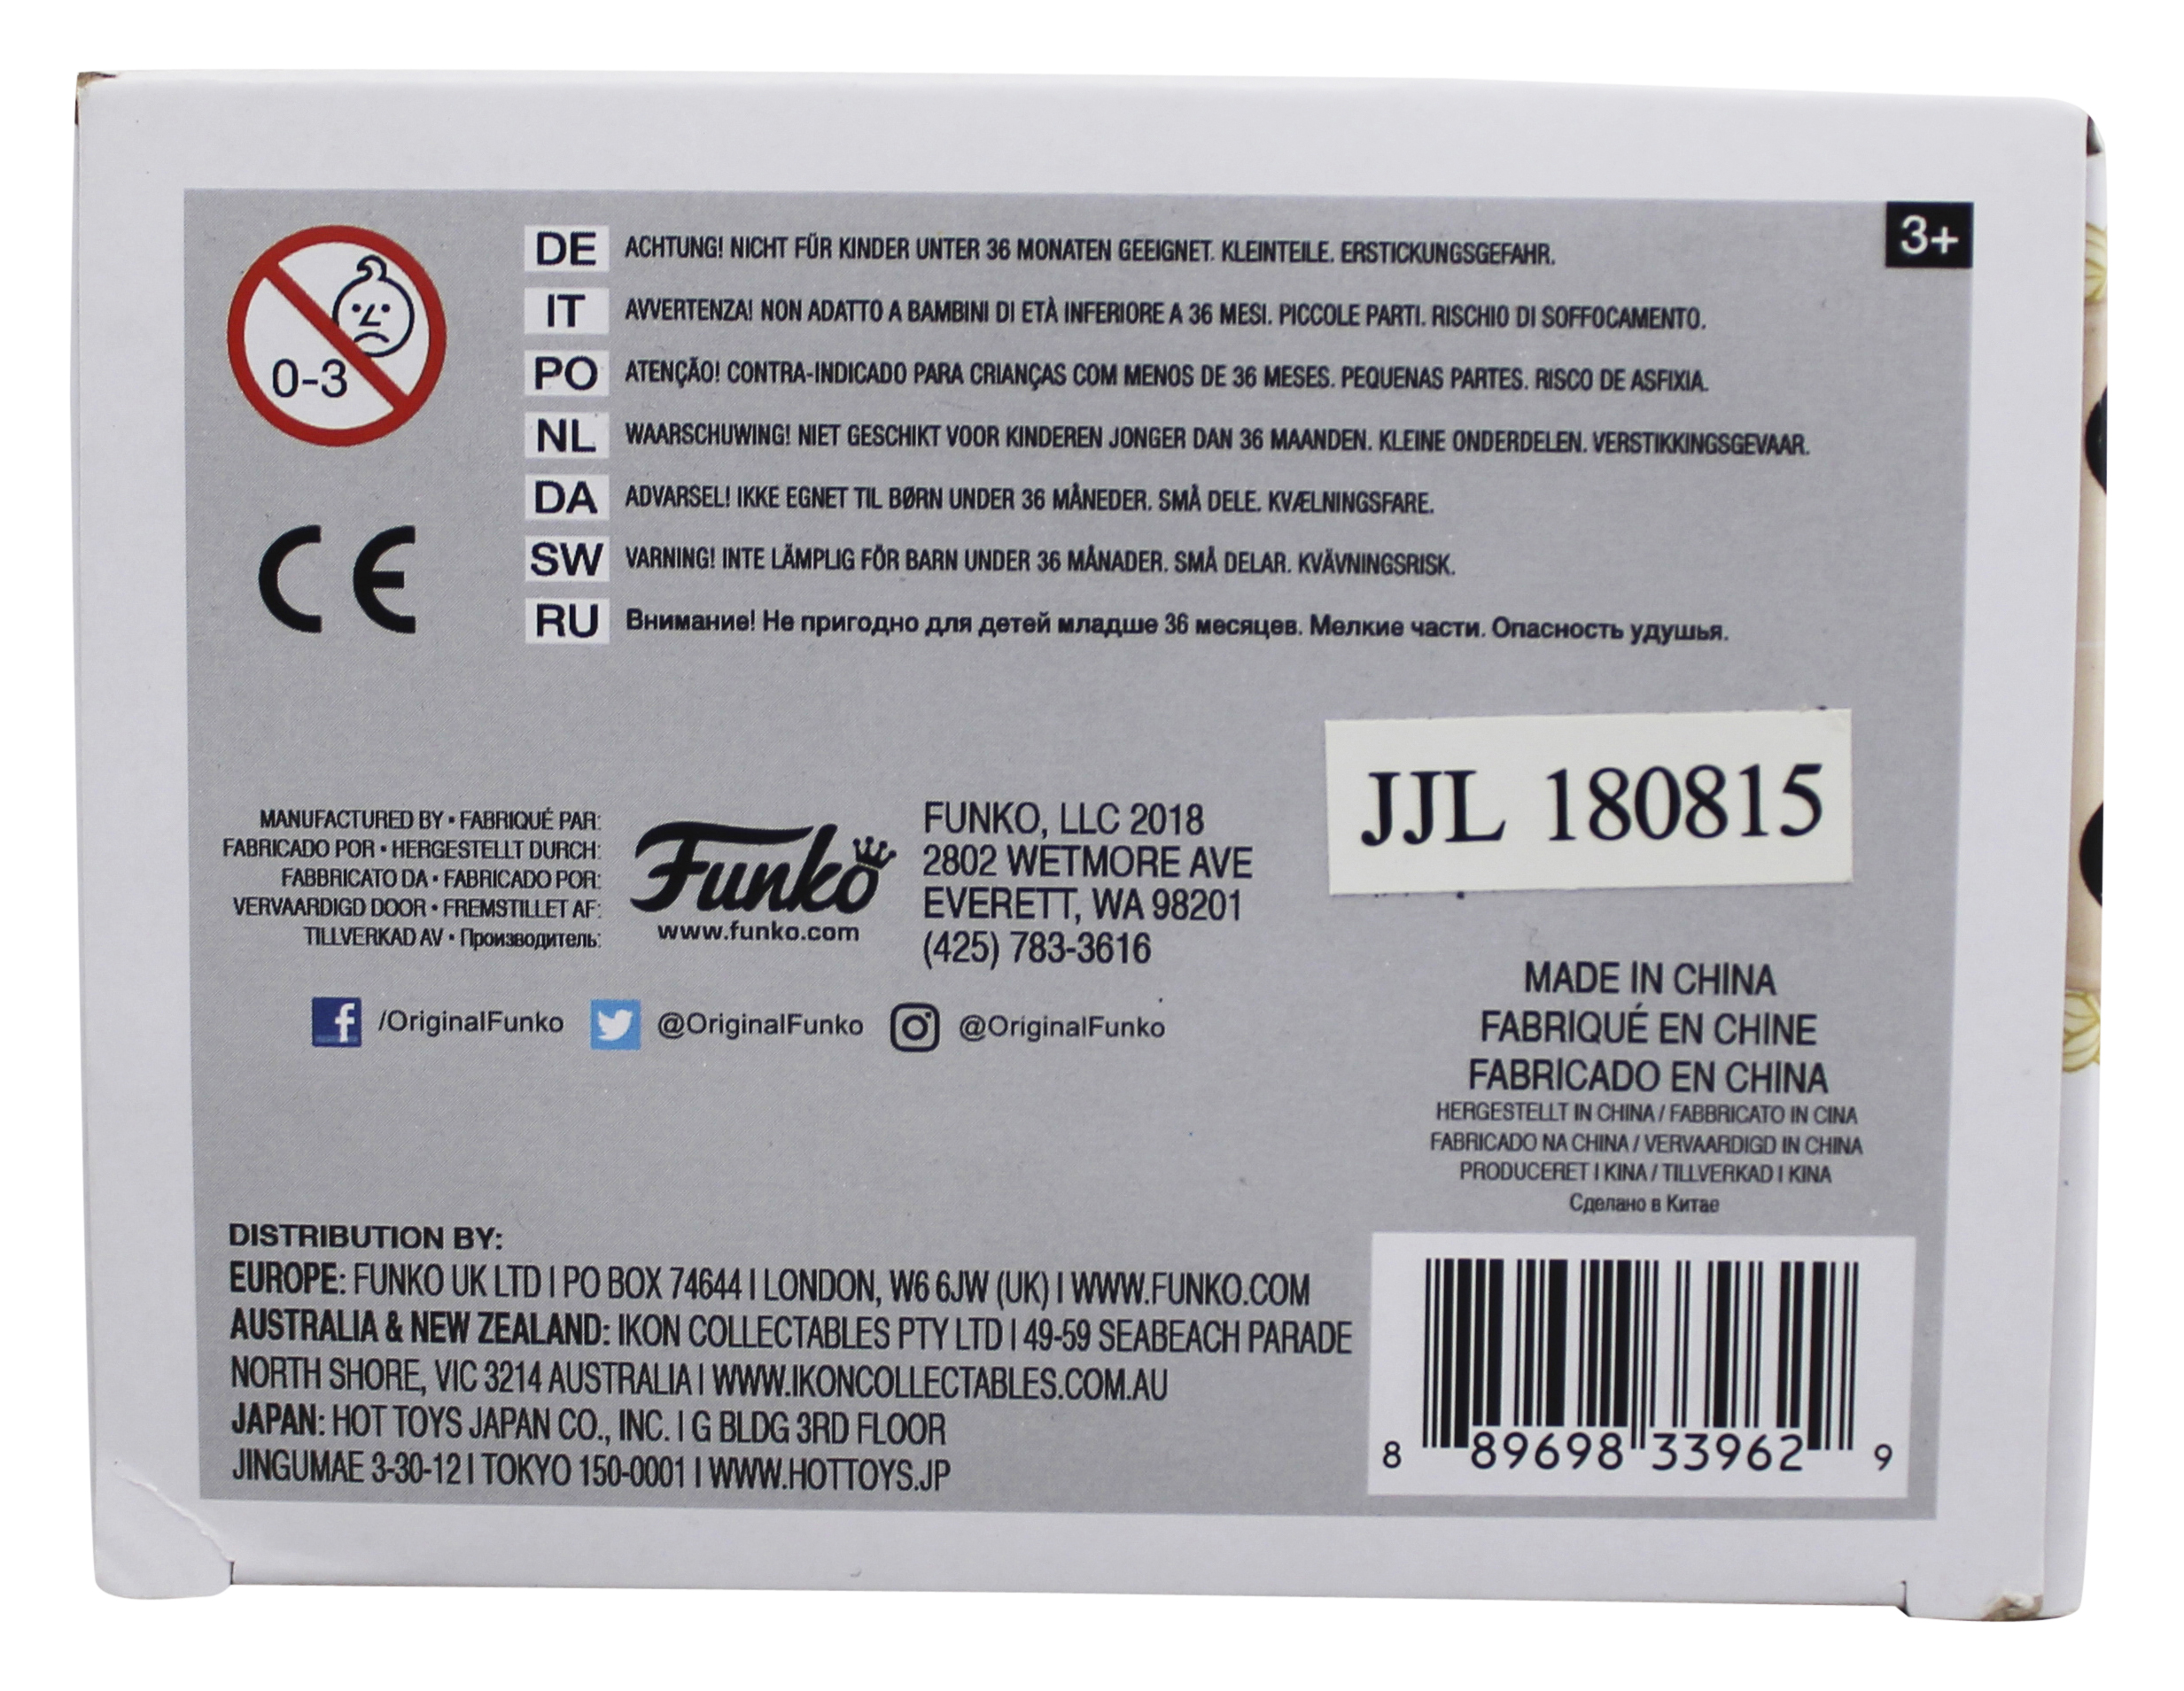 3+
0-3
DE ACHTUNG! NICHT FÜR KINDER UNTER 36 MONATEN GEEIGNET. KLEINTEILE. ERSTICKUNGSGEFAHR.
IT AVVERTENZA! NON ADATTO A BAMBINI DI ETÀ INFERIORE A 36 MESI. PICCOLE PARTI. RISCHIO DI SOFFOCAMENTO.
PO ATENÇÃO! CONTRA-INDICADO PARA CRIANÇAS COM MENOS DE 36 MESES. PEQUENAS PARTES. RISCO DE ASFIXIA.
NL WAARSCHUWING! NIET GESCHIKT VOOR KINDEREN JONGER DAN 36 MAANDEN. KLEINE ONDERDELEN. VERSTIKKINGSGEVAAR.
DA ADVARSEL! IKKE EGNET TIL BØRN UNDER 36 MÅNEDER. SMÅ DELE. KVÆLNINGSFARE.
SW VARNING! INTE LÄMPLIG FÖR BARN UNDER 36 MÅNADER. SMÅ DELAR. KVÄVNINGSRISK.
RU Внимание! Не пригодно для детей младше 36 месяцев. Мелкие части. Опасность удушья.
CE
MANUFACTURED BY • FABRIQUÉ PAR:
FABRICADO POR • HERGESTELLT DURCH:
FABBRICATO DA • FABRICADO POR:
VERVAARDIGD DOOR • FREMSTILLET AF:
TILLVERKAD AV • Производитель:
Funko
www.funko.com
FUNKO, LLC 2018
2802 WETMORE AVE
EVERETT, WA 98201
(425) 783-3616
JJL 180815
/OriginalFunko @OriginalFunko @OriginalFunko
MADE IN CHINA
FABRIQUÉ EN CHINE
FABRICADO EN CHINA
HERGESTELLT IN CHINA / FABBRICATO IN CINA
FABRICADO NA CHINA / VERVAARDIGD IN CHINA
PRODUCERET I KINA / TILLVERKAD I KINA
Сделано в Китае
DISTRIBUTION BY:
EUROPE: FUNKO UK LTD | PO BOX 74644 | LONDON, W6 6JW (UK) | WWW.FUNKO.COM
AUSTRALIA & NEW ZEALAND: IKON COLLECTABLES PTY LTD | 49-59 SEABEACH PARADE
NORTH SHORE, VIC 3214 AUSTRALIA | WWW.IKONCOLLECTABLES.COM.AU
JAPAN: HOT TOYS JAPAN CO., INC. | G BLDG 3RD FLOOR
JINGUMAE 3-30-12 | TOKYO 150-0001 | WWW.HOTTOYS.JP
8 89698 33962 9